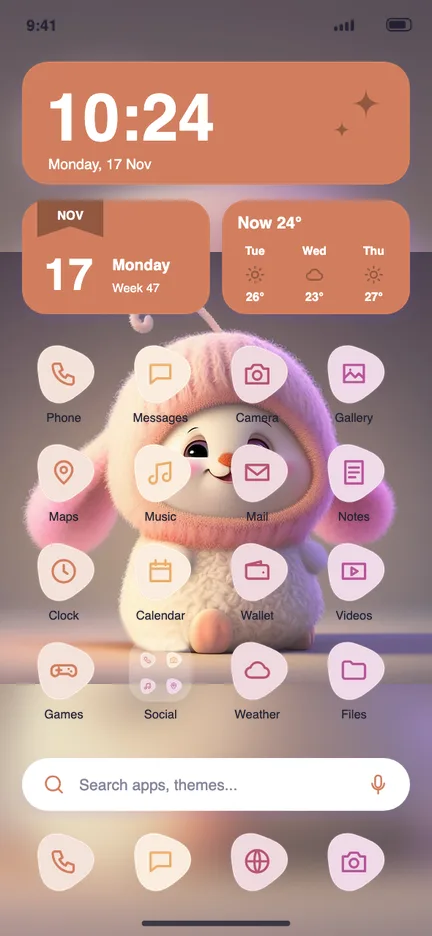 9:41
10:24
Monday, 17 Nov
NOV
17
Monday
Week 47
Now 24°
Tue Wed Thu
26° 23° 27°
Phone Messages Camera Gallery
Maps Music Mail Notes
Clock Calendar Wallet Videos
Games Social Weather Files
Search apps, themes...